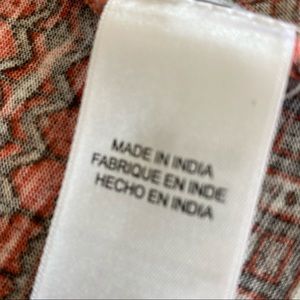 MADE IN INDIA
FABRIQUE EN INDE
HECHO EN INDIA